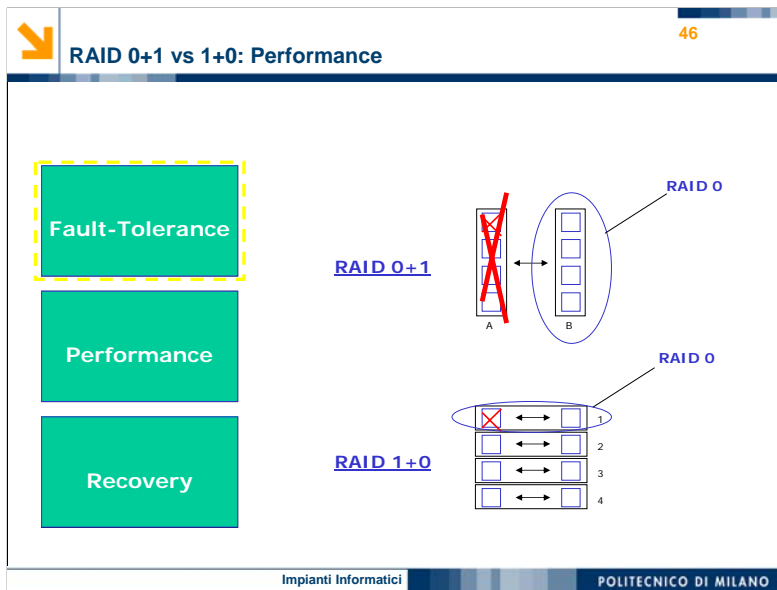 46
RAID 0+1 vs 1+0: Performance
Fault-Tolerance
Performance
Recovery
RAID 0+1
RAID 0
A
B
RAID 0
RAID 1+0
1
2
3
4
Impianti Informatici
POLITECNICO DI MILANO